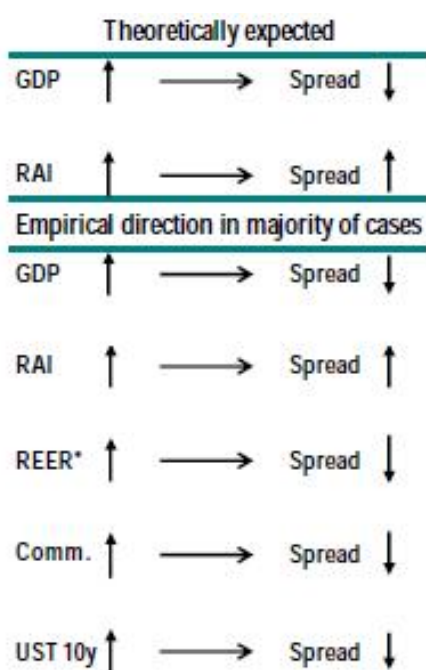 Theoretically expected
GDP ↑ → Spread ↓
RAI ↑ → Spread ↑
Empirical direction in majority of cases
GDP ↑ → Spread ↓
RAI ↑ → Spread ↑
REER* ↑ → Spread ↓
Comm. ↑ → Spread ↓
UST 10y ↑ → Spread ↓